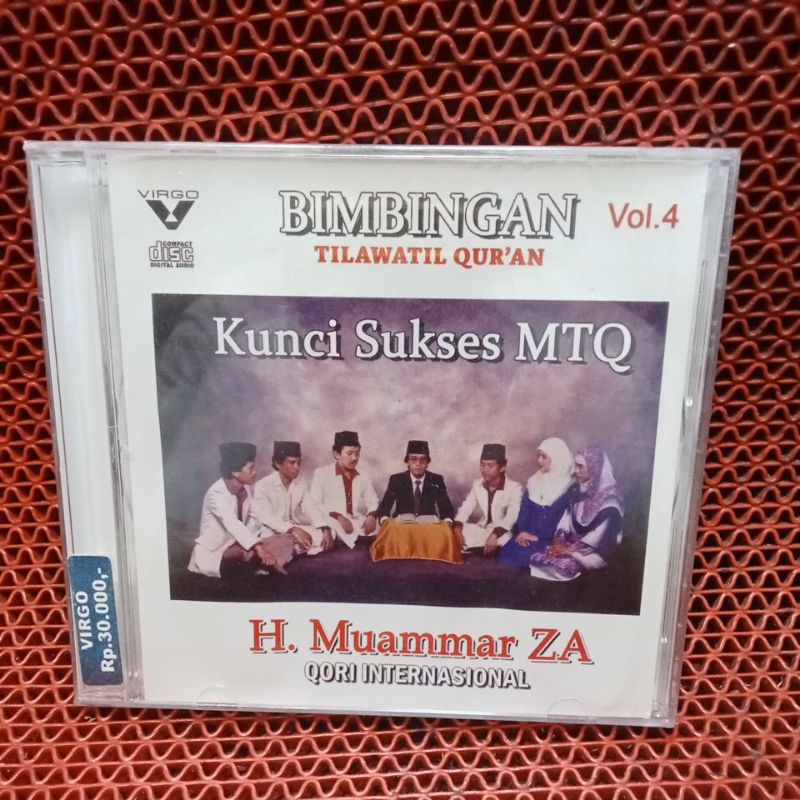 VIRGO
COMPACT
disc
DIGITAL AUDIO
BIMBINGAN
Vol.4
TILAWATIL QUR'AN
Kunci Sukses MTQ
H. Muammar ZA
QORI INTERNASIONAL
VIRGO
Rp.30.000,-